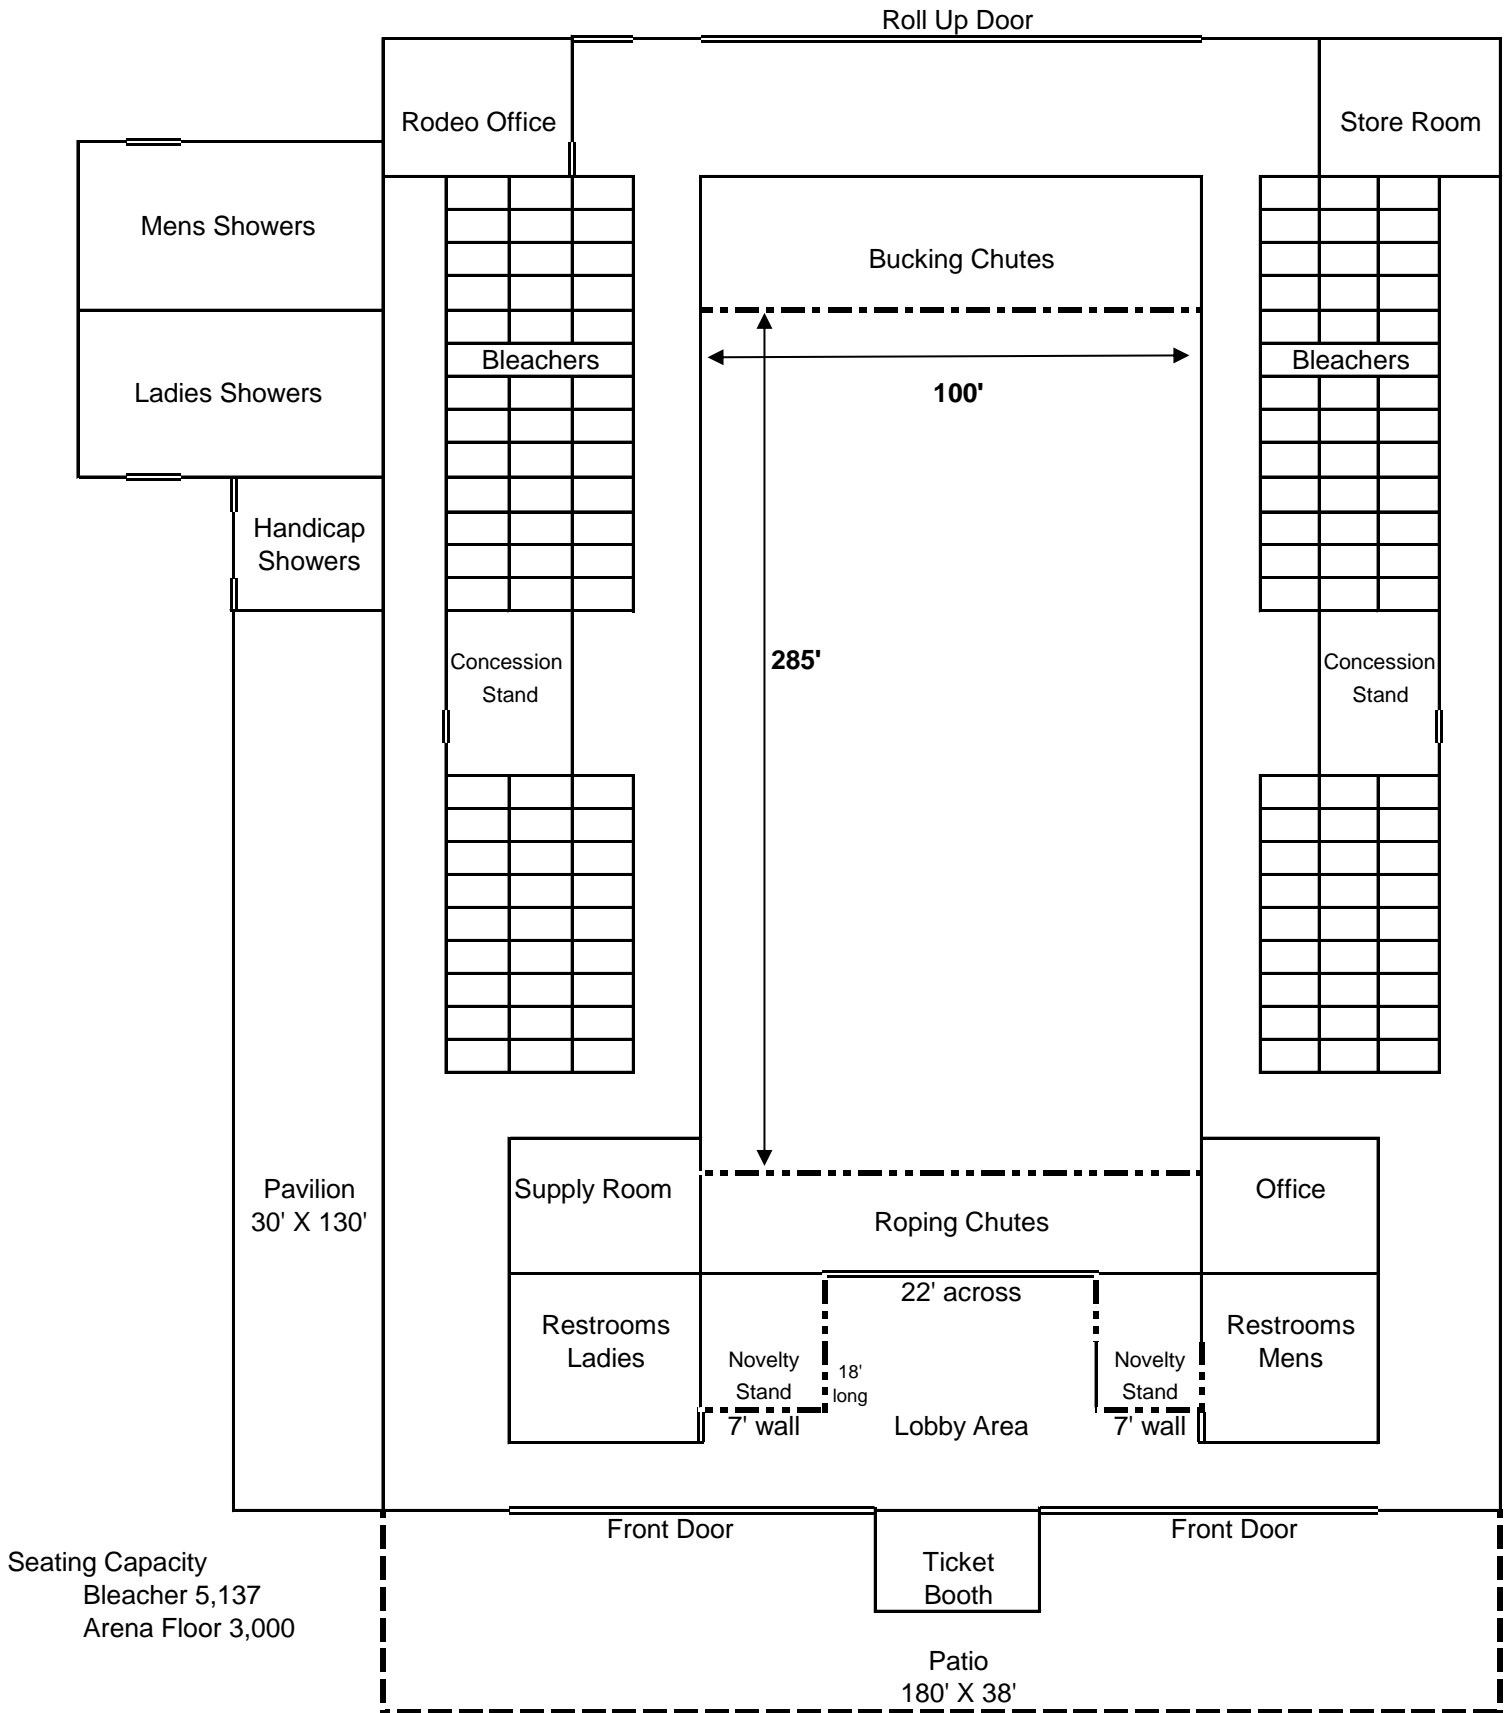 Roll Up Door
Rodeo Office
Store Room
Mens Showers
Bucking Chutes
Bleachers
Bleachers
Ladies Showers
100'
Handicap
Showers
Concession
Stand
285'
Concession
Stand
Pavilion
30' X 130'
Supply Room
Office
Roping Chutes
22' across
Restrooms
Ladies
Novelty
Stand
18'
long
Novelty
Stand
Restrooms
Mens
7' wall
Lobby Area
7' wall
Front Door
Front Door
Seating Capacity
Bleacher 5,137
Arena Floor 3,000
Ticket
Booth
Patio
180' X 38'